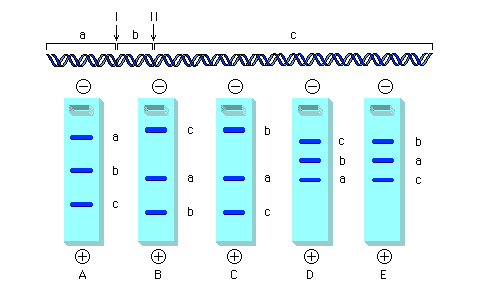 I II
a b c
− − − − −
a c b c b
b a a b a
c b c a c
+ + + + +
A B C D E